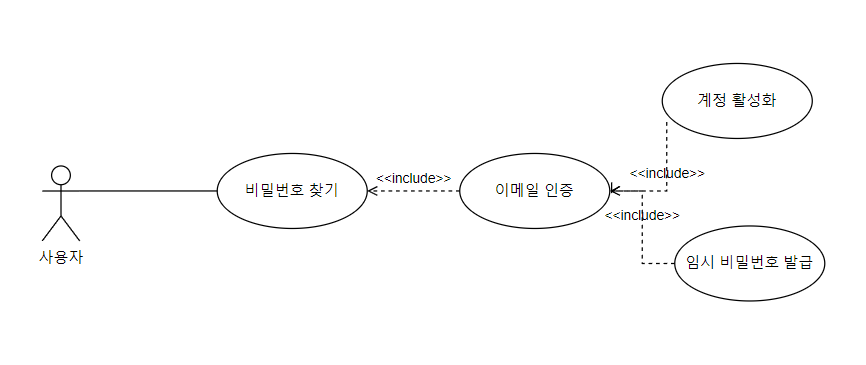 계정 활성화
<<include>>
<<include>>
비밀번호 찾기
이메일 인증
<<include>>
사용자
임시 비밀번호 발급